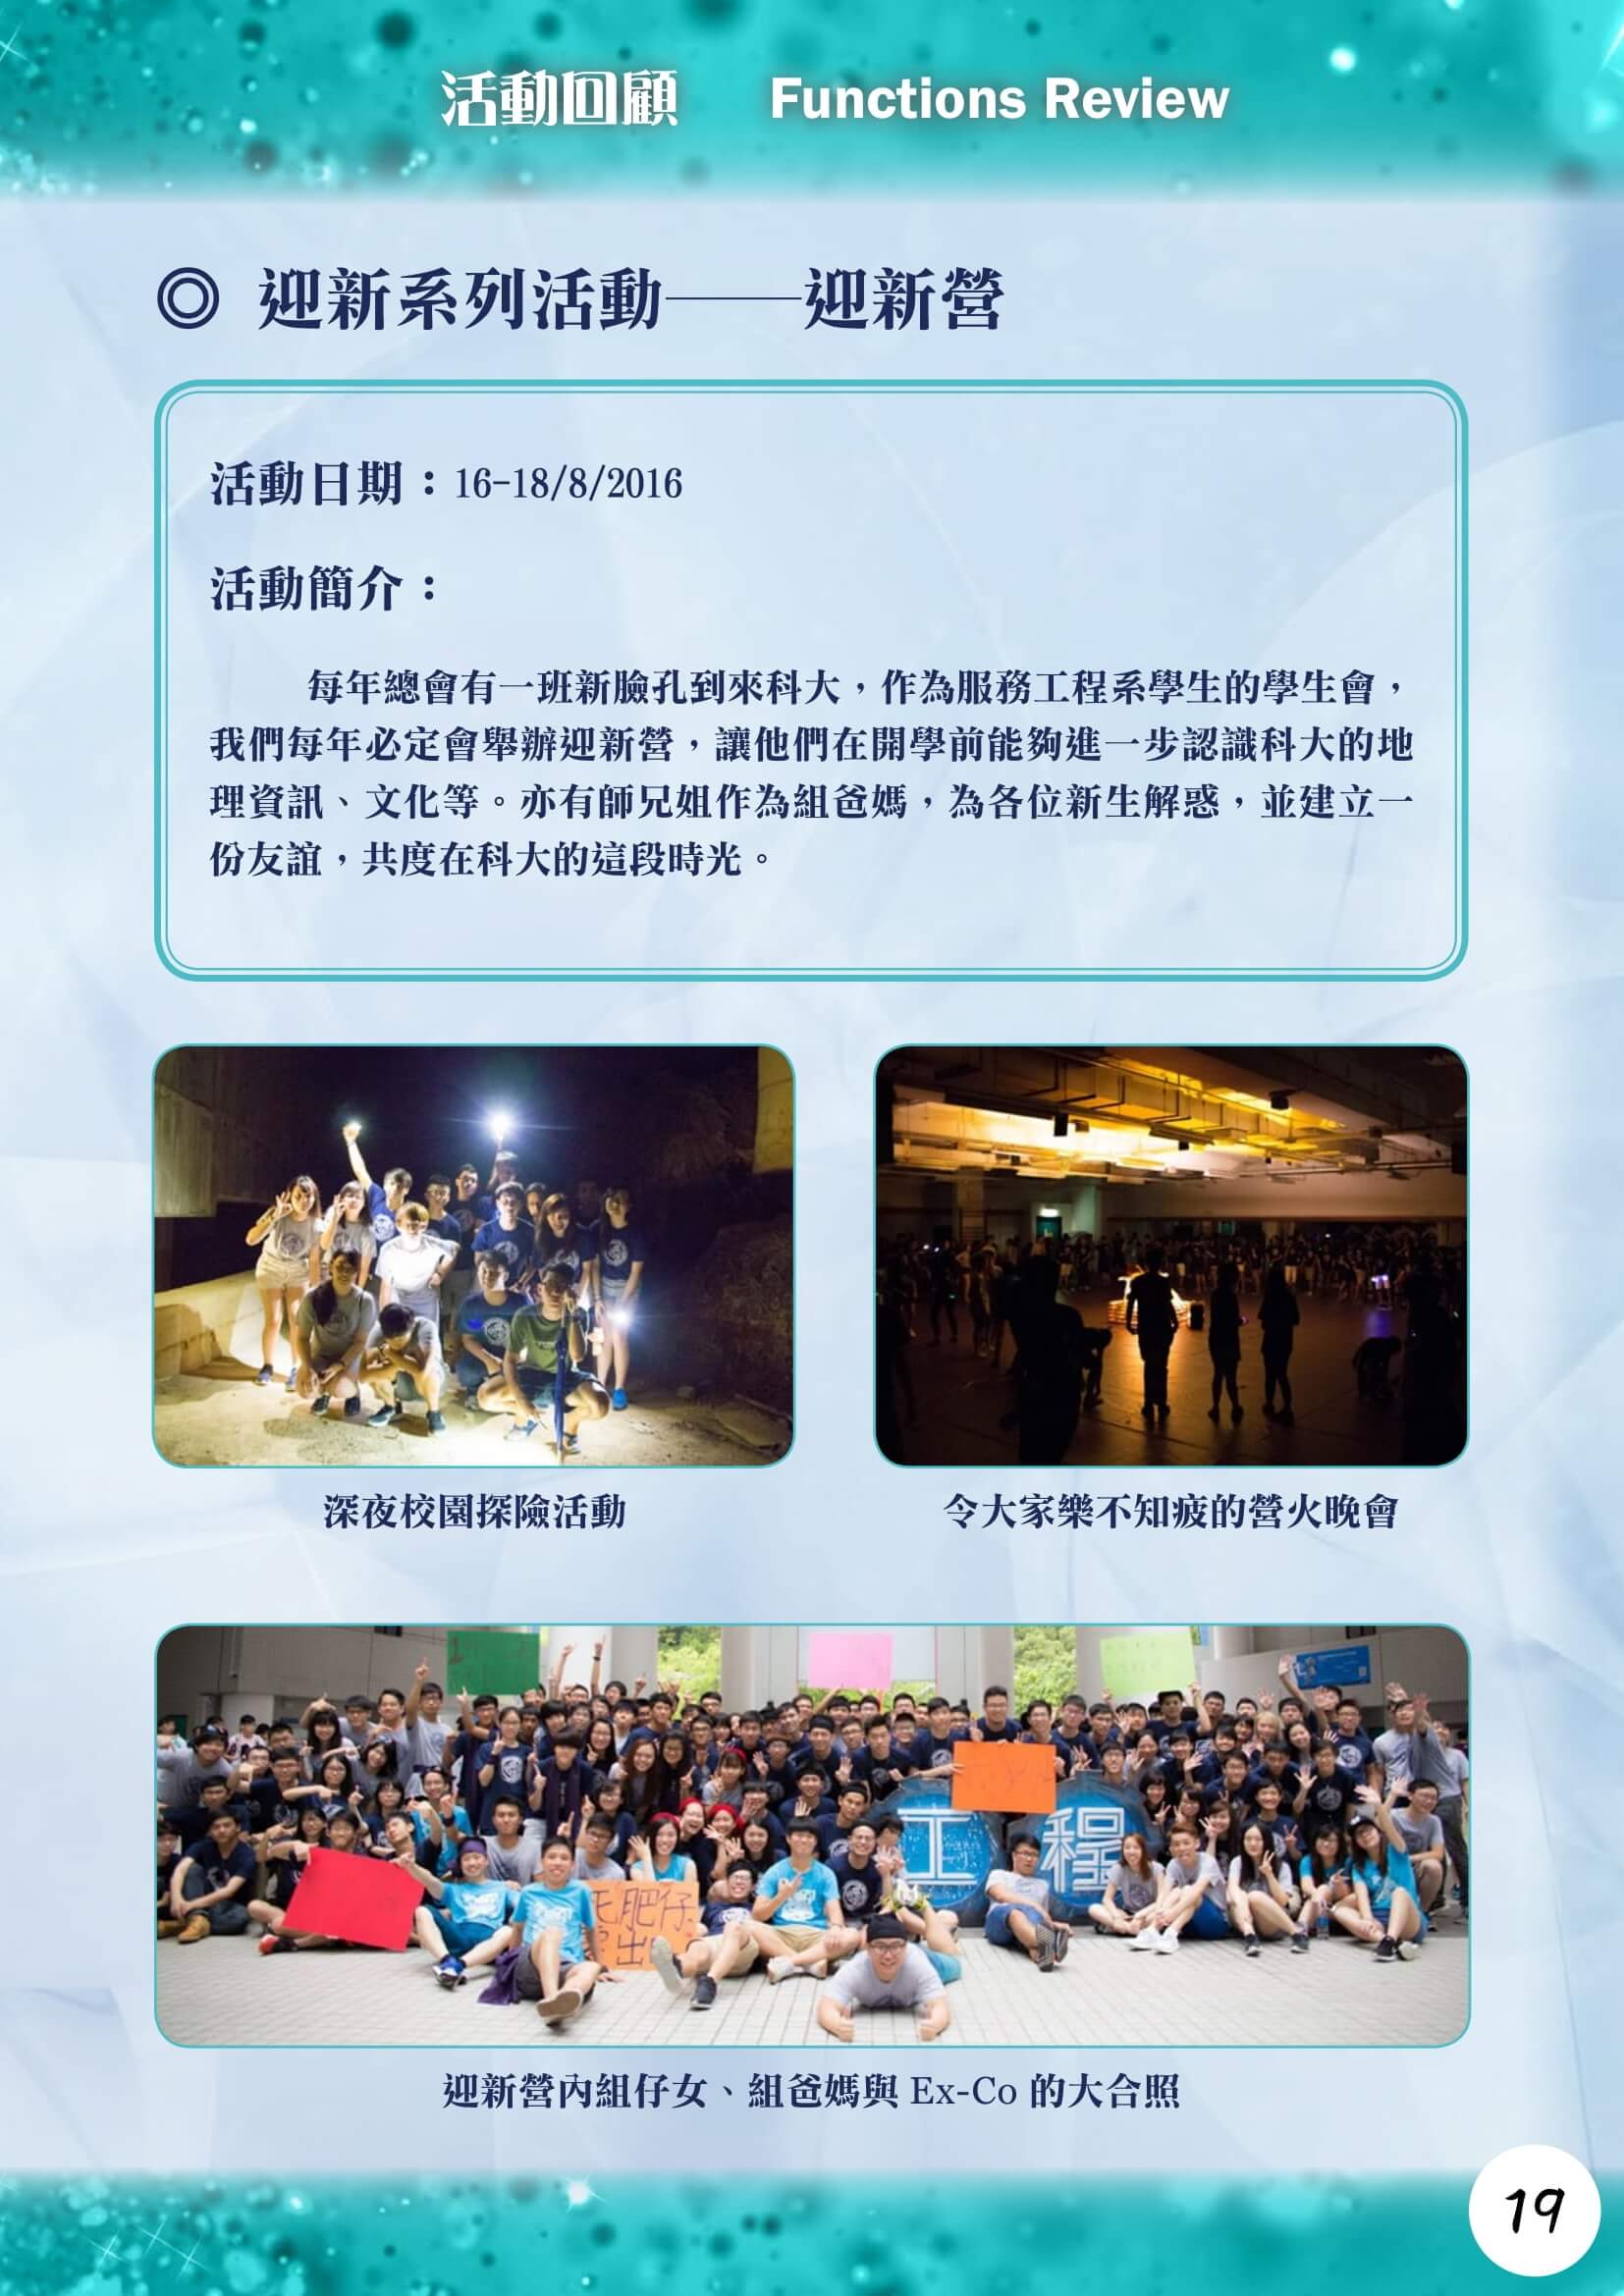 活動回顧 Functions Review
◎ 迎新系列活動——迎新營
活動日期：16-18/8/2016
活動簡介：
每年總會有一班新臉孔到來科大，作為服務工程系學生的學生會，
我們每年必定會舉辦迎新營，讓他們在開學前能夠進一步認識科大的地
理資訊、文化等。亦有師兄姐作為組爸媽，為各位新生解惑，並建立一
份友誼，共度在科大的這段時光。
深夜校園探險活動
令大家樂不知疲的營火晚會
工程
肥仔
出
迎新營內組仔女、組爸媽與 Ex-Co 的大合照
19